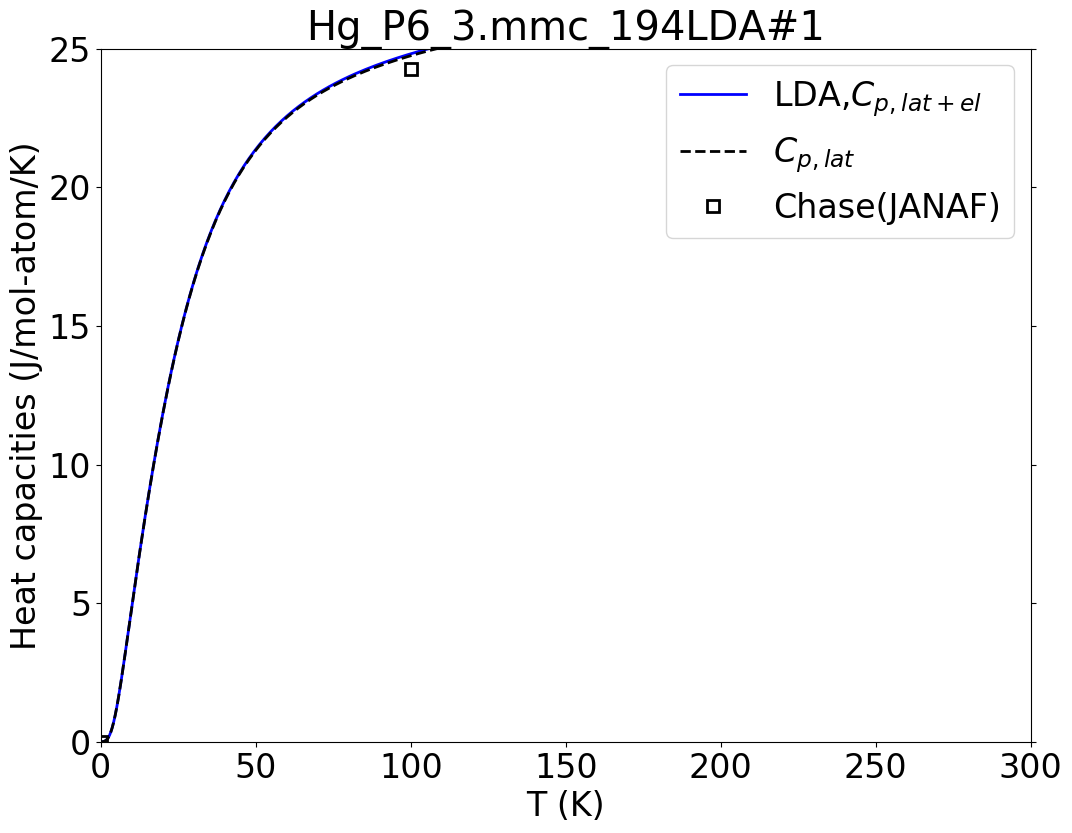 Hg_P6_3.mmc_194LDA#1
25
20
15
10
5
0
Heat capacities (J/mol-atom/K)
LDA,C_{p,lat+el}
C_{p,lat}
Chase(JANAF)
0 50 100 150 200 250 300
T (K)